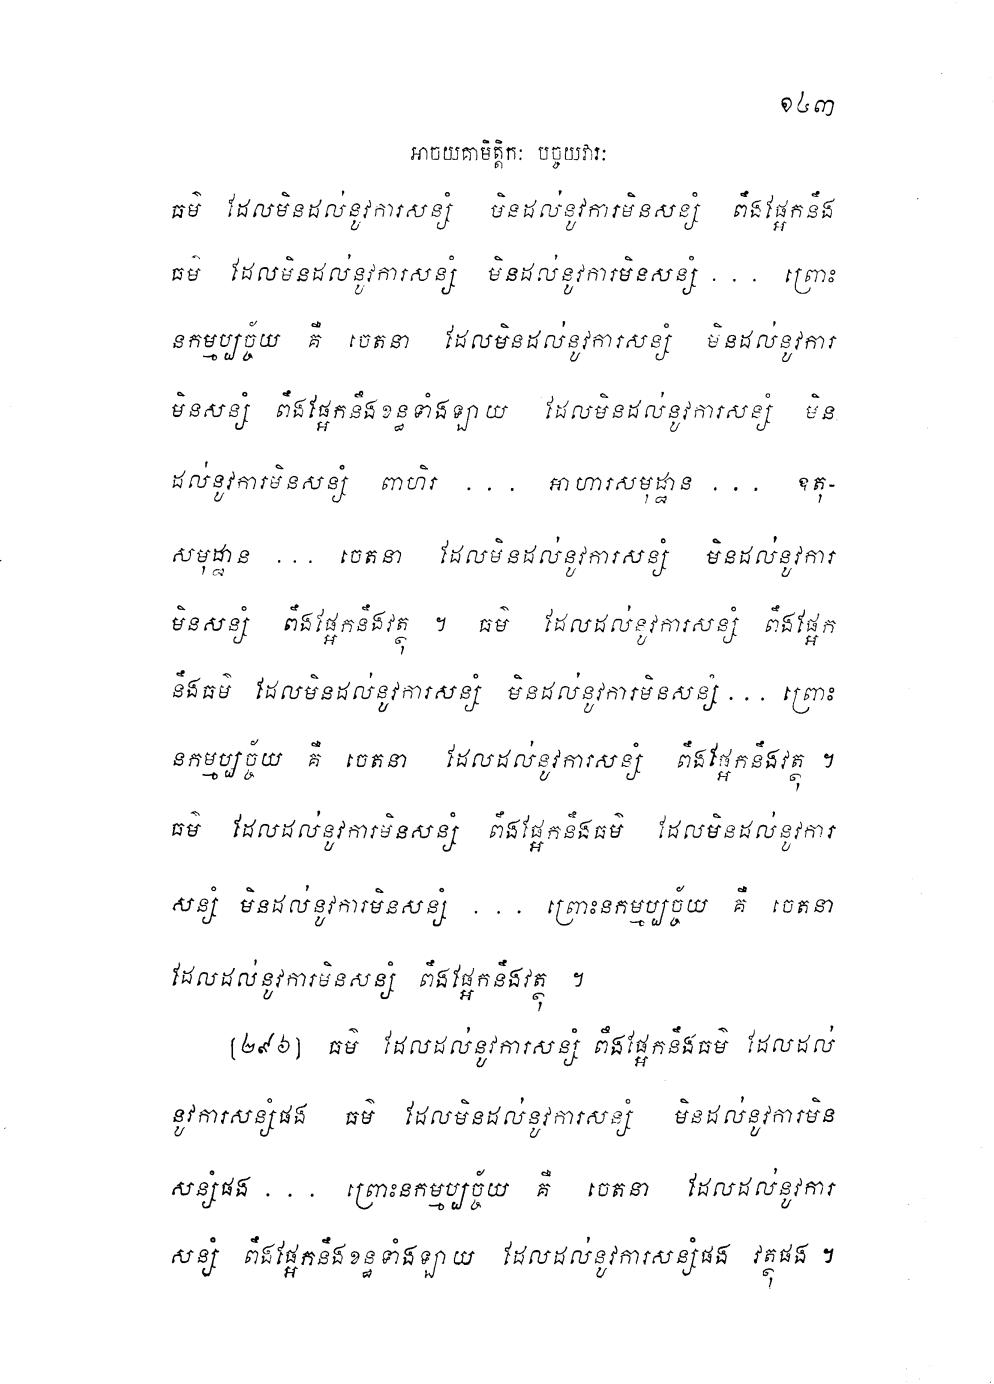 ១៤៣
អាចយគាមិត្តិកៈ បច្ចយវារៈ
ធម៌ ដែលមិនដល់នូវការសន្សំ មិនដល់នូវការមិនសន្សំ ពឹងផ្អែកនឹង
ធម៌ ដែលមិនដល់នូវការសន្សំ មិនដល់នូវការមិនសន្សំ ... ព្រោះ
នកម្មប្បច្ច័យ គឺ ចេតនា ដែលមិនដល់នូវការសន្សំ មិនដល់នូវការ
មិនសន្សំ ពឹងផ្អែកនឹងខន្ធទាំងឡាយ ដែលមិនដល់នូវការសន្សំ មិន
ដល់នូវការមិនសន្សំ ពាហិរ ... អាហារសមុដ្ឋាន ... ឧតុ-
សមុដ្ឋាន ... ចេតនា ដែលមិនដល់នូវការសន្សំ មិនដល់នូវការ
មិនសន្សំ ពឹងផ្អែកនឹងវត្ថុ ។ ធម៌ ដែលដល់នូវការសន្សំ ពឹងផ្អែក
នឹងធម៌ ដែលមិនដល់នូវការសន្សំ មិនដល់នូវការមិនសន្សំ ... ព្រោះ
នកម្មប្បច្ច័យ គឺ ចេតនា ដែលដល់នូវការសន្សំ ពឹងផ្អែកនឹងវត្ថុ ។
ធម៌ ដែលដល់នូវការមិនសន្សំ ពឹងផ្អែកនឹងធម៌ ដែលមិនដល់នូវការ
សន្សំ មិនដល់នូវការមិនសន្សំ ... ព្រោះនកម្មប្បច្ច័យ គឺ ចេតនា
ដែលដល់នូវការមិនសន្សំ ពឹងផ្អែកនឹងវត្ថុ ។
[២៩៦] ធម៌ ដែលដល់នូវការសន្សំ ពឹងផ្អែកនឹងធម៌ ដែលដល់
នូវការសន្សំផង ធម៌ ដែលមិនដល់នូវការសន្សំ មិនដល់នូវការមិន
សន្សំផង ... ព្រោះនកម្មប្បច្ច័យ គឺ ចេតនា ដែលដល់នូវការ
សន្សំ ពឹងផ្អែកនឹងខន្ធទាំងឡាយ ដែលដល់នូវការសន្សំផង វត្ថុផង ។